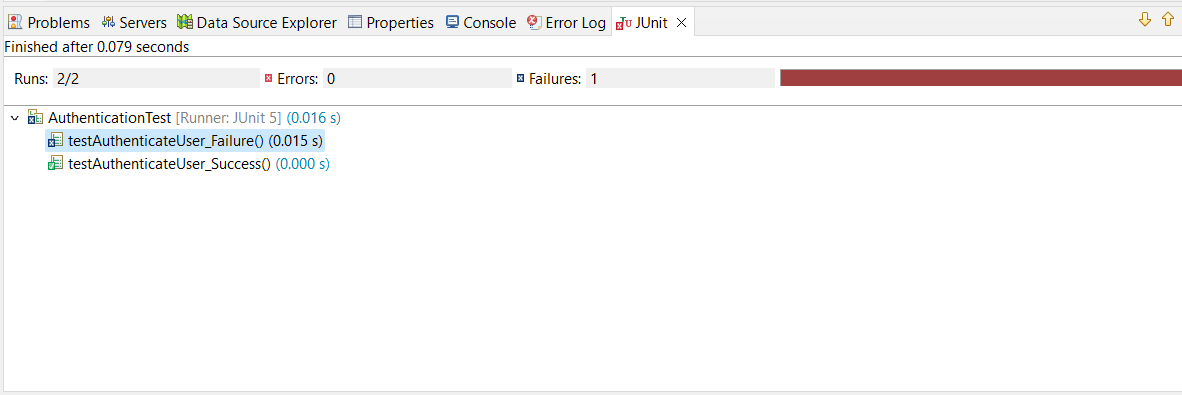 Problems Servers Data Source Explorer Properties Console Error Log JUnit
Finished after 0.079 seconds
Runs: 2/2 Errors: 0 Failures: 1
AuthenticationTest [Runner: JUnit 5] (0.016 s)
testAuthenticateUser_Failure() (0.015 s)
testAuthenticateUser_Success() (0.000 s)